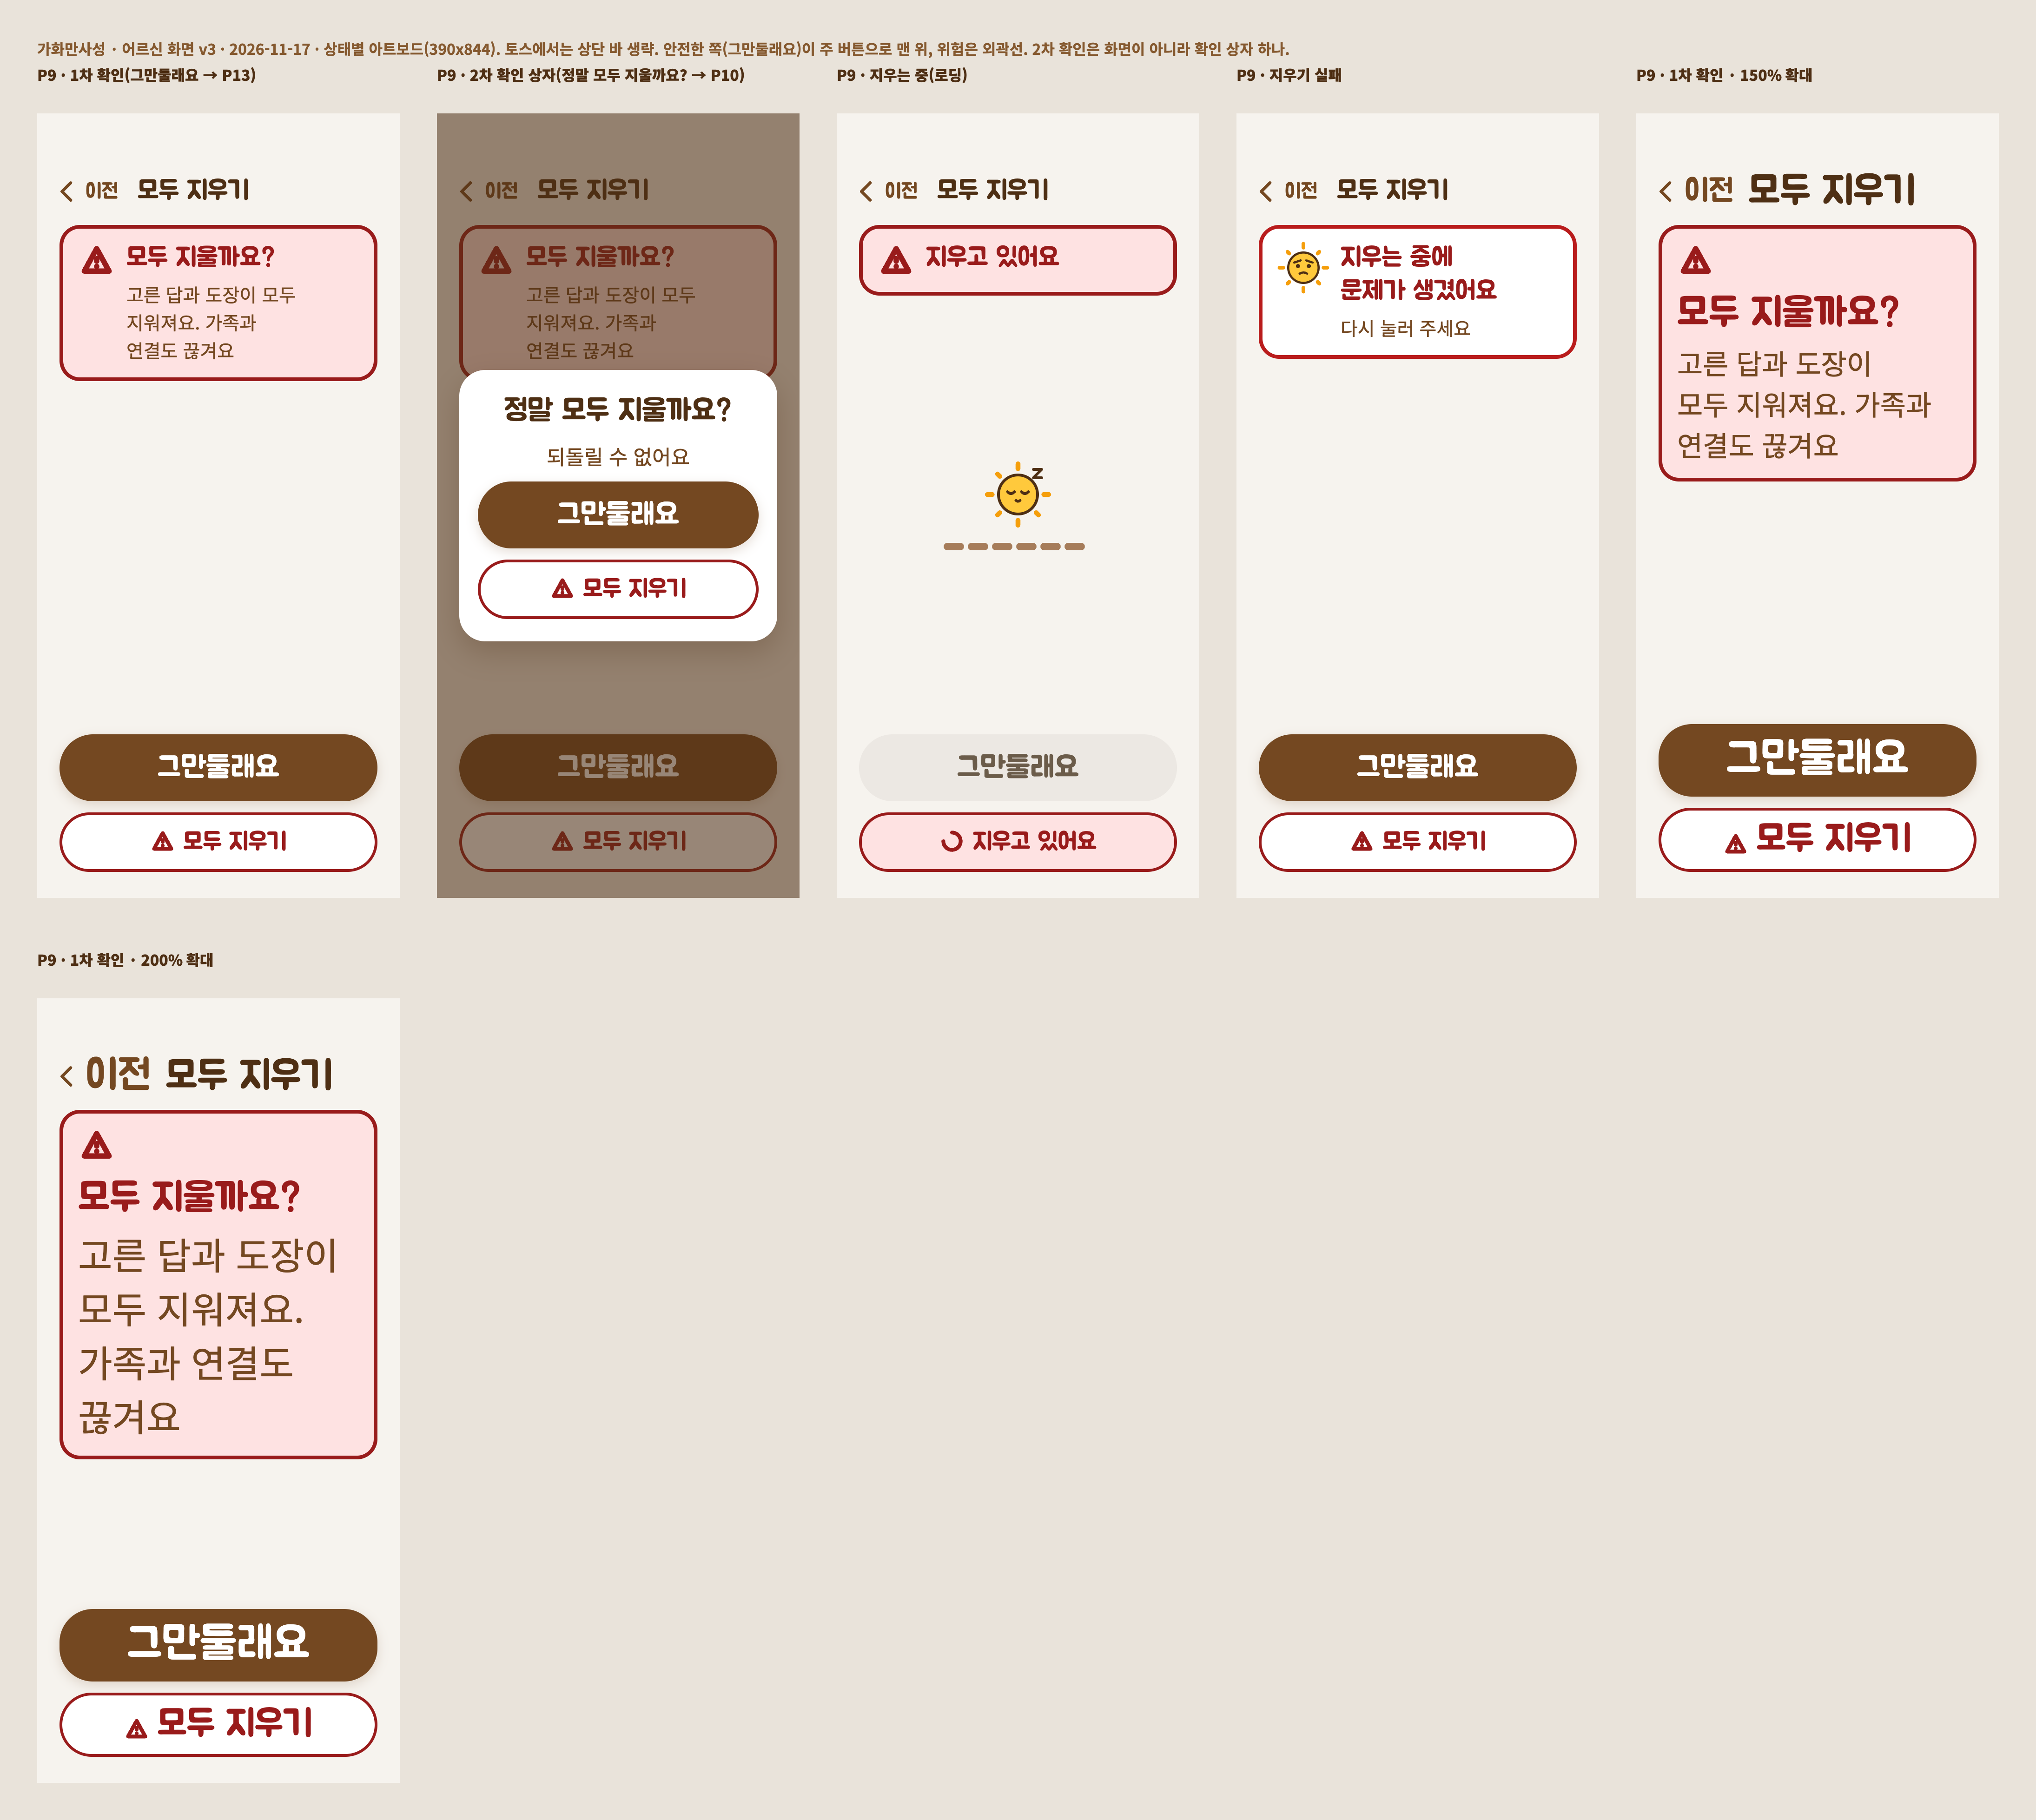 가화만사성 · 어르신 화면 v3 · 2026-11-17 · 상태별 아트보드(390x844). 토스에서는 상단 바 생략. 안전한 쪽(그만둘래요)이 주 버튼으로 맨 위, 위험은 외곽선. 2차 확인은 화면이 아니라 확인 상자 하나.
P9 · 1차 확인(그만둘래요 → P13)
이전 모두 지우기
모두 지울까요?
고른 답과 도장이 모두
지워져요. 가족과
연결도 끊겨요
그만둘래요
모두 지우기
P9 · 2차 확인 상자(정말 모두 지울까요? → P10)
이전 모두 지우기
모두 지울까요?
고른 답과 도장이 모두
지워져요. 가족과
연결도 끊겨요
정말 모두 지울까요?
되돌릴 수 없어요
그만둘래요
모두 지우기
그만둘래요
모두 지우기
P9 · 지우는 중(로딩)
이전 모두 지우기
지우고 있어요
z
그만둘래요
지우고 있어요
P9 · 지우기 실패
이전 모두 지우기
지우는 중에
문제가 생겼어요
다시 눌러 주세요
그만둘래요
모두 지우기
P9 · 1차 확인 · 150% 확대
이전 모두 지우기
모두 지울까요?
고른 답과 도장이
모두 지워져요. 가족과
연결도 끊겨요
그만둘래요
모두 지우기
P9 · 1차 확인 · 200% 확대
이전 모두 지우기
모두 지울까요?
고른 답과 도장이
모두 지워져요.
가족과 연결도
끊겨요
그만둘래요
모두 지우기